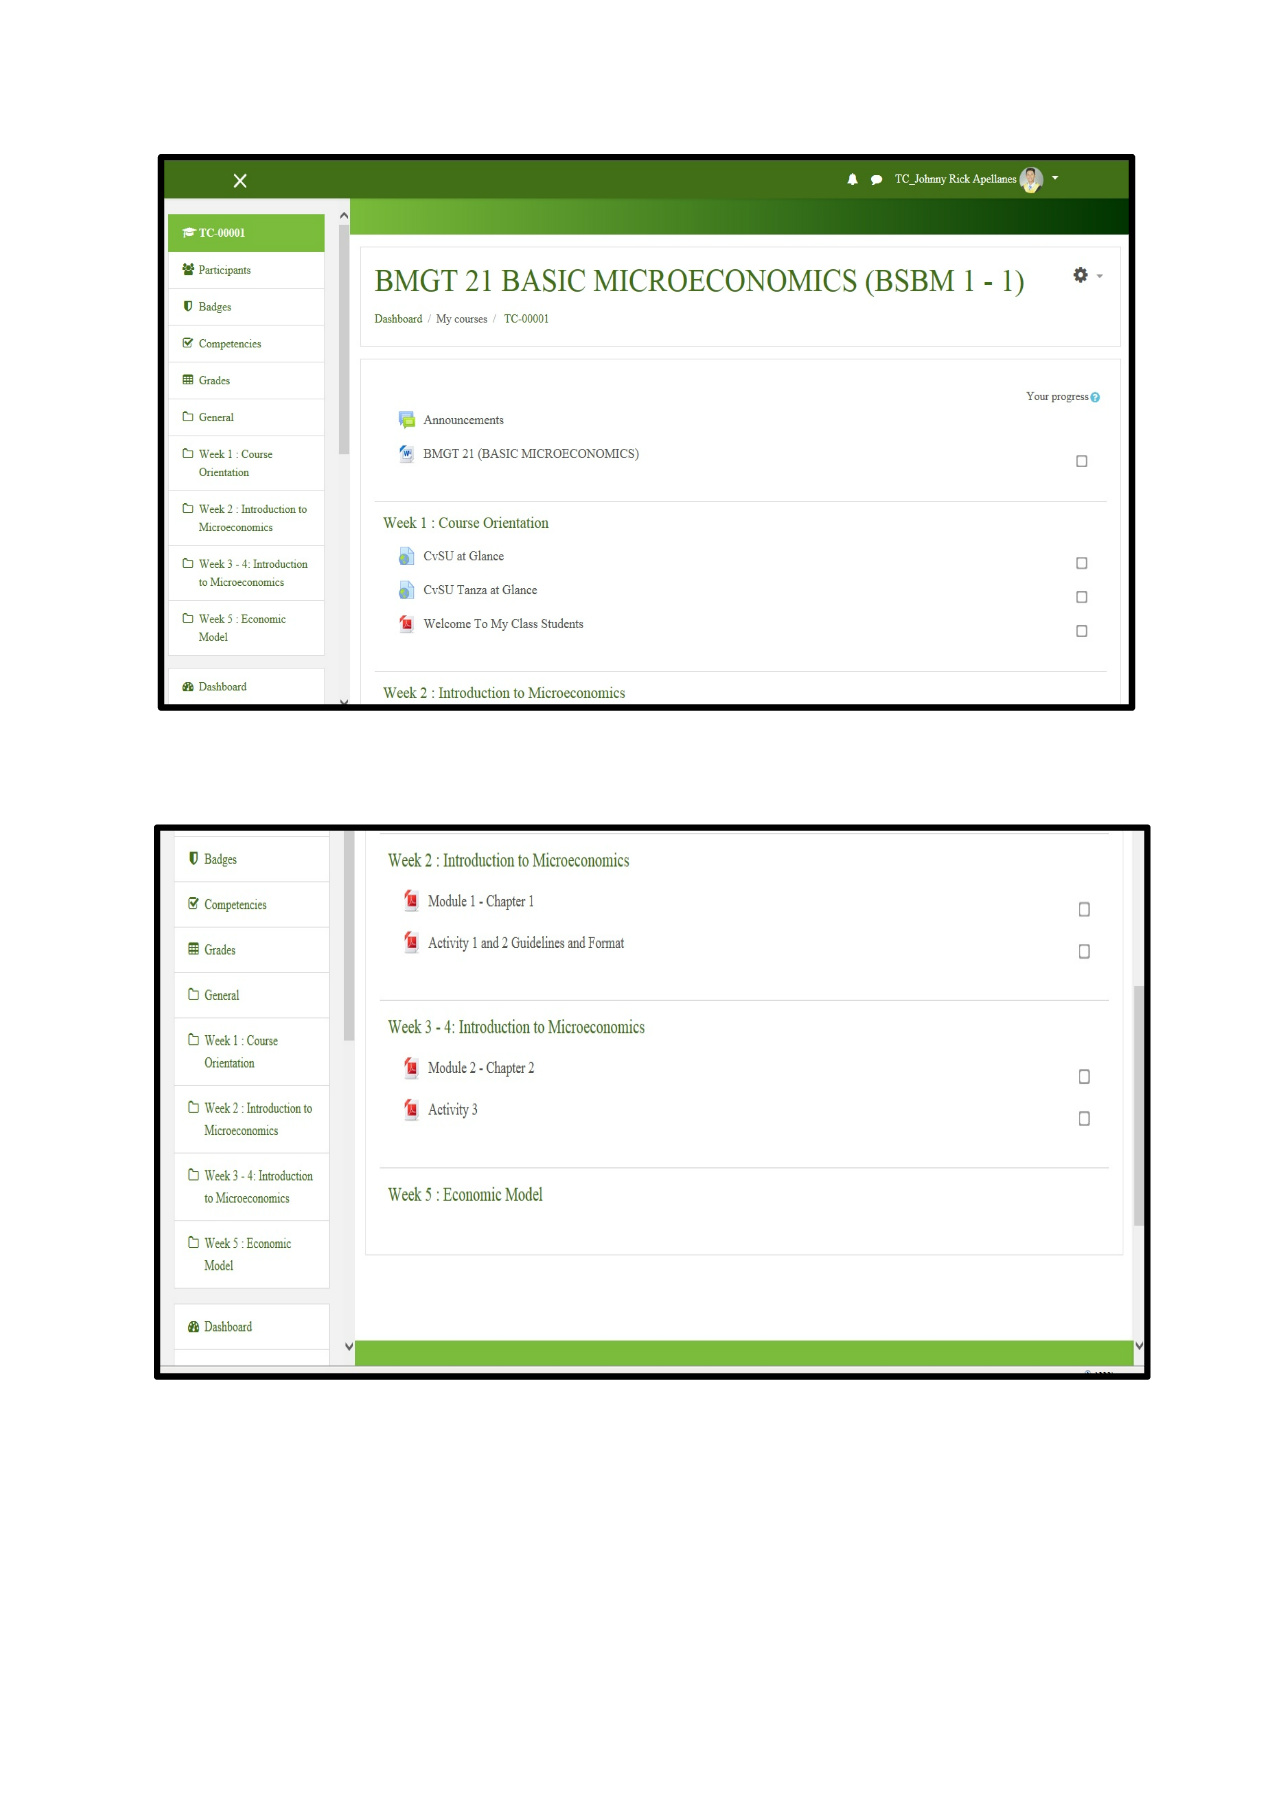 TC_Johnny Rick Apellanes
TC-00001
Participants
Badges
Competencies
Grades
General
Week 1 : Course
Orientation
Week 2 : Introduction to
Microeconomics
Week 3 - 4: Introduction
to Microeconomics
Week 5 : Economic
Model
Dashboard
BMGT 21 BASIC MICROECONOMICS (BSBM 1 - 1)
Dashboard / My courses / TC-00001
Your progress
Announcements
BMGT 21 (BASIC MICROECONOMICS)
Week 1 : Course Orientation
CvSU at Glance
CvSU Tanza at Glance
Welcome To My Class Students
Week 2 : Introduction to Microeconomics
Badges
Competencies
Grades
General
Week 1 : Course
Orientation
Week 2 : Introduction to
Microeconomics
Week 3 - 4: Introduction
to Microeconomics
Week 5 : Economic
Model
Dashboard
Week 2 : Introduction to Microeconomics
Module 1 - Chapter 1
Activity 1 and 2 Guidelines and Format
Week 3 - 4: Introduction to Microeconomics
Module 2 - Chapter 2
Activity 3
Week 5 : Economic Model